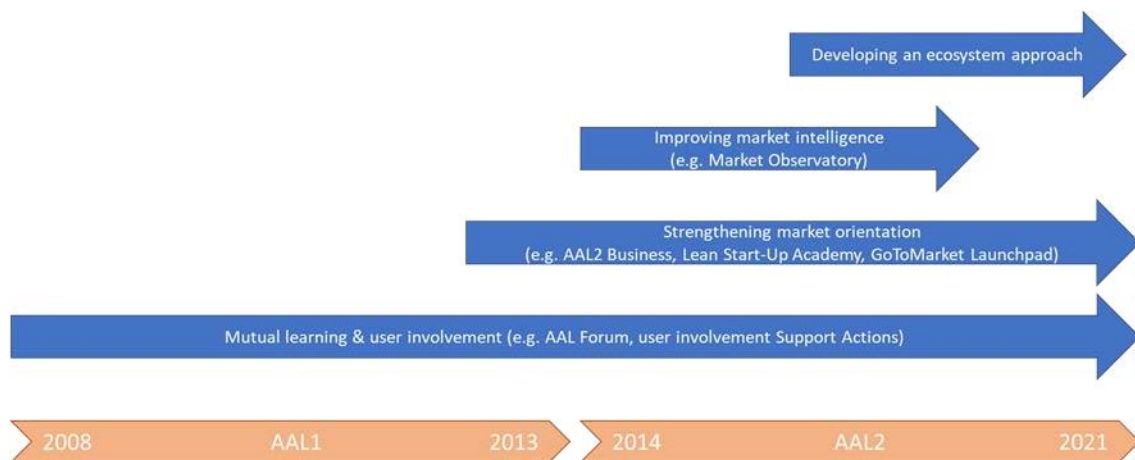 Developing an ecosystem approach
Improving market intelligence
(e.g. Market Observatory)
Strengthening market orientation
(e.g. AAL2 Business, Lean Start-Up Academy, GoToMarket Launchpad)
Mutual learning & user involvement (e.g. AAL Forum, user involvement Support Actions)
2008 AAL1 2013 2014 AAL2 2021